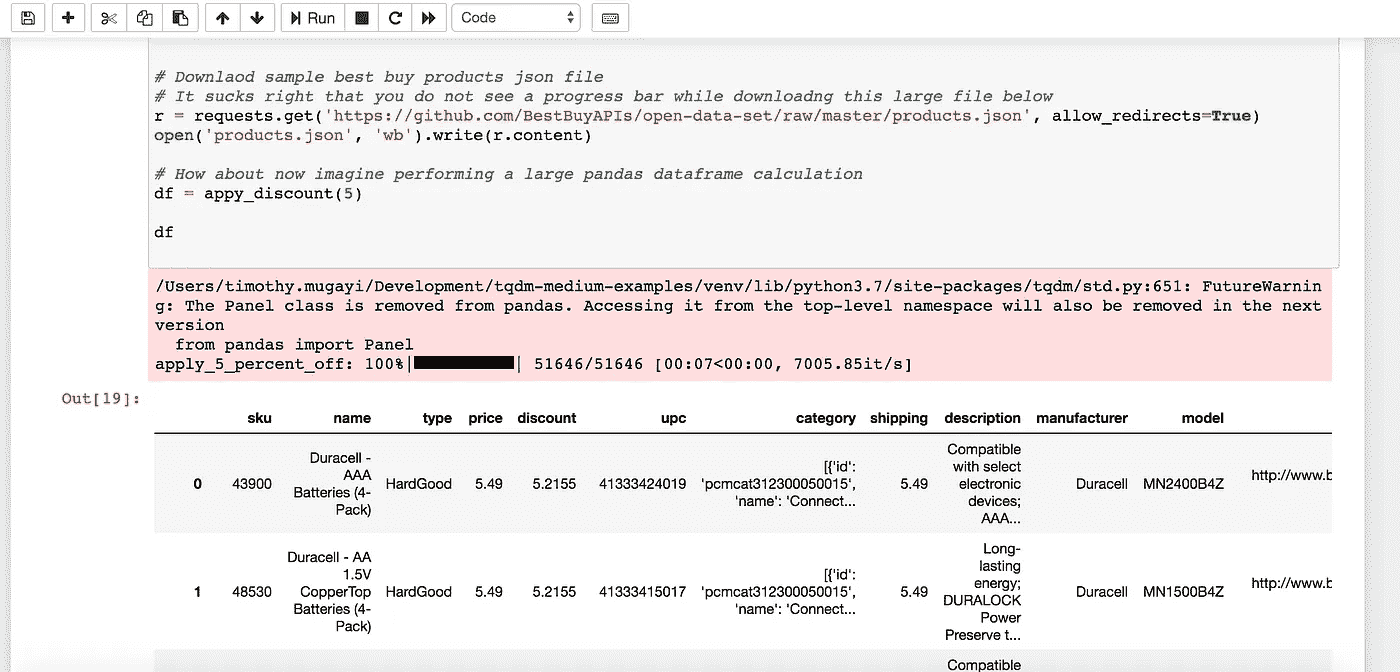 Run Code
# Downlaod sample best buy products json file
# It sucks right that you do not see a progress bar while downloadng this large file below
r = requests.get('https://github.com/BestBuyAPIs/open-data-set/raw/master/products.json', allow_redirects=True)
open('products.json', 'wb').write(r.content)
# How about now imagine performing a large pandas dataframe calculation
df = appy_discount(5)
df
/Users/timothy.mugayi/Development/tqdm-medium-examples/venv/lib/python3.7/site-packages/tqdm/std.py:651: FutureWarnin
g: The Panel class is removed from pandas. Accessing it from the top-level namespace will also be removed in the next
version
from pandas import Panel
apply_5_percent_off: 100%| | 51646/51646 [00:07<00:00, 7005.85it/s]
Out[19]:
sku name type price discount upc category shipping description manufacturer model
Duracell -
AAA
Batteries (4-
Pack)
0 43900 HardGood 5.49 5.2155 41333424019
[{'id':
'pcmcat312300050015',
'name': 'Connect...
5.49
Compatible
with select
electronic
devices;
AAA...
Duracell MN2400B4Z http://www.b
Duracell - AA
1.5V
CopperTop
Batteries (4-
Pack)
1 48530 HardGood 5.49 5.2155 41333415017
[{'id':
'pcmcat312300050015',
'name': 'Connect...
5.49
Long-
lasting
energy;
DURALOCK
Power
Preserve t...
Duracell MN1500B4Z http://www.b
Compatible